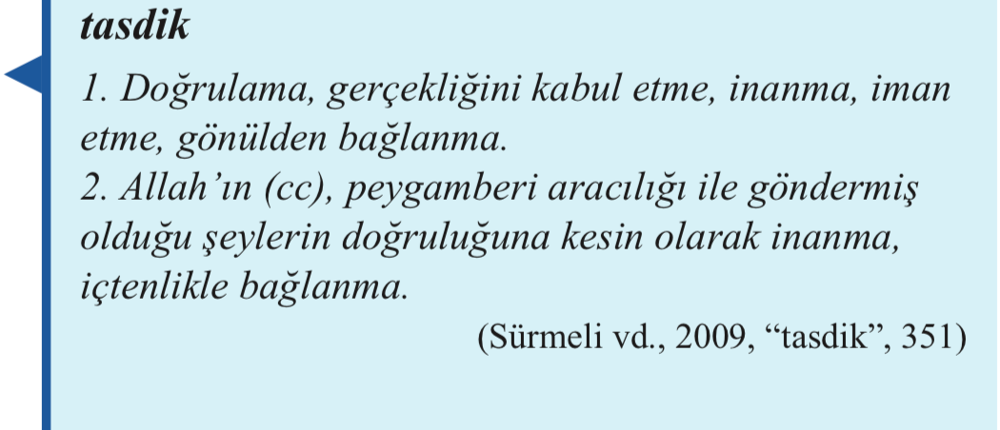 tasdik
1. Doğrulama, gerçekliğini kabul etme, inanma, iman
etme, gönülden bağlanma.
2. Allah’ın (cc), peygamberi aracılığı ile göndermiş
olduğu şeylerin doğruluğuna kesin olarak inanma,
içtenlikle bağlanma.
(Sürmeli vd., 2009, “tasdik”, 351)